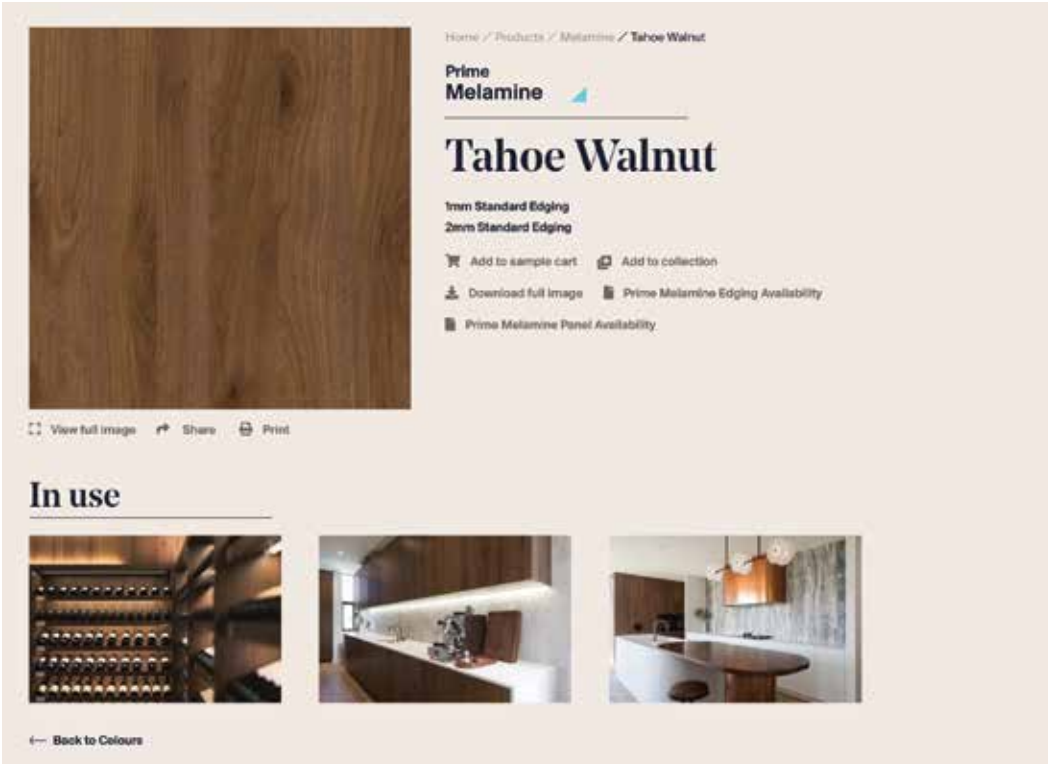 Home / Products / Melamine / Tahoe Walnut
Prime
Melamine
Tahoe Walnut
1mm Standard Edging
2mm Standard Edging
Add to sample cart Add to collection
Download full image Prime Melamine Edging Availability
Prime Melamine Panel Availability
View full image Share Print
In use
Back to Colours